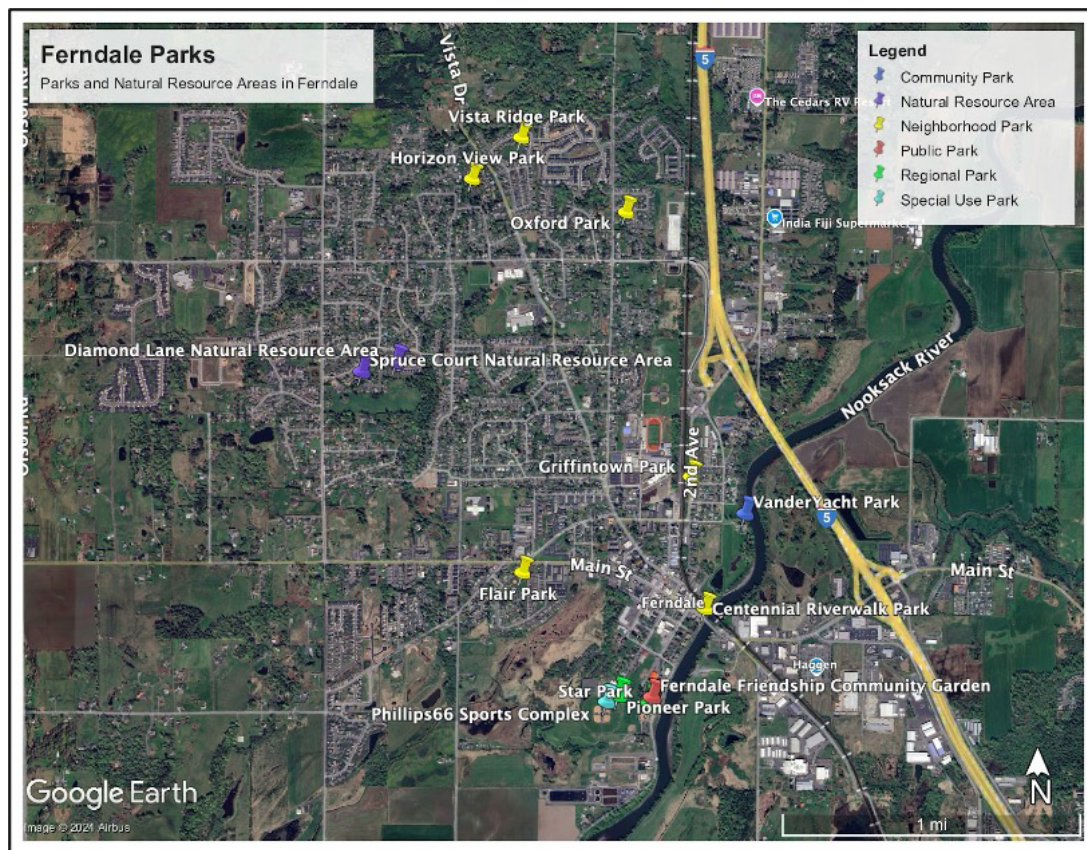 Ferndale Parks
Parks and Natural Resource Areas in Ferndale
Legend
Community Park
Natural Resource Area
Neighborhood Park
Public Park
Regional Park
Special Use Park
5
Vista Dr
The Cedars RV
Vista Ridge Park
Horizon View Park
Oxford Park
India Fiji Supermarket
Diamond Lane Natural Resource Area
Spruce Court Natural Resource Area
Nooksack River
Griffintown Park
2nd Ave
VanderYacht Park
5
Main St
Main St
Flair Park
Ferndale
Centennial Riverwalk Park
Haggen
Star Park
Ferndale Friendship Community Garden
Pioneer Park
Phillips66 Sports Complex
Google Earth
Image © 2024 Airbus
N
1 mi